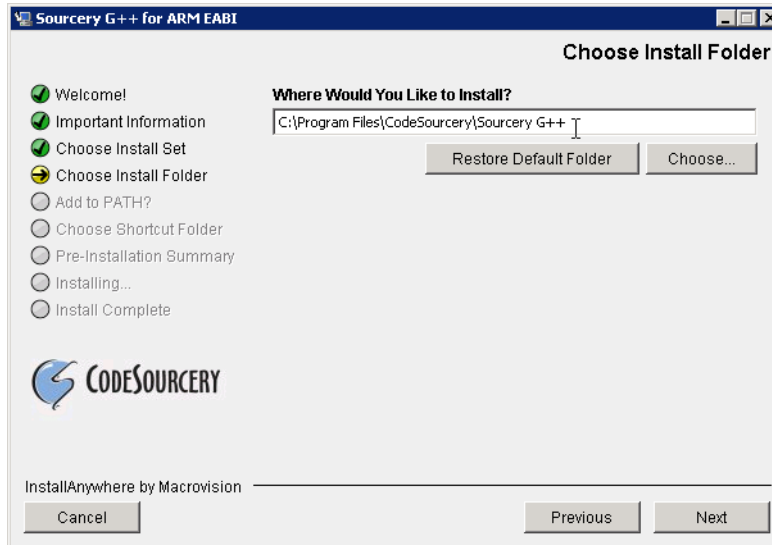 Sourcery G++ for ARM EABI
Choose Install Folder
Welcome!
Important Information
Choose Install Set
Choose Install Folder
Add to PATH?
Choose Shortcut Folder
Pre-Installation Summary
Installing...
Install Complete
Where Would You Like to Install?
C:\Program Files\CodeSourcery\Sourcery G++
Restore Default Folder
Choose...
CODESOURCERY
InstallAnywhere by Macrovision
Cancel
Previous
Next